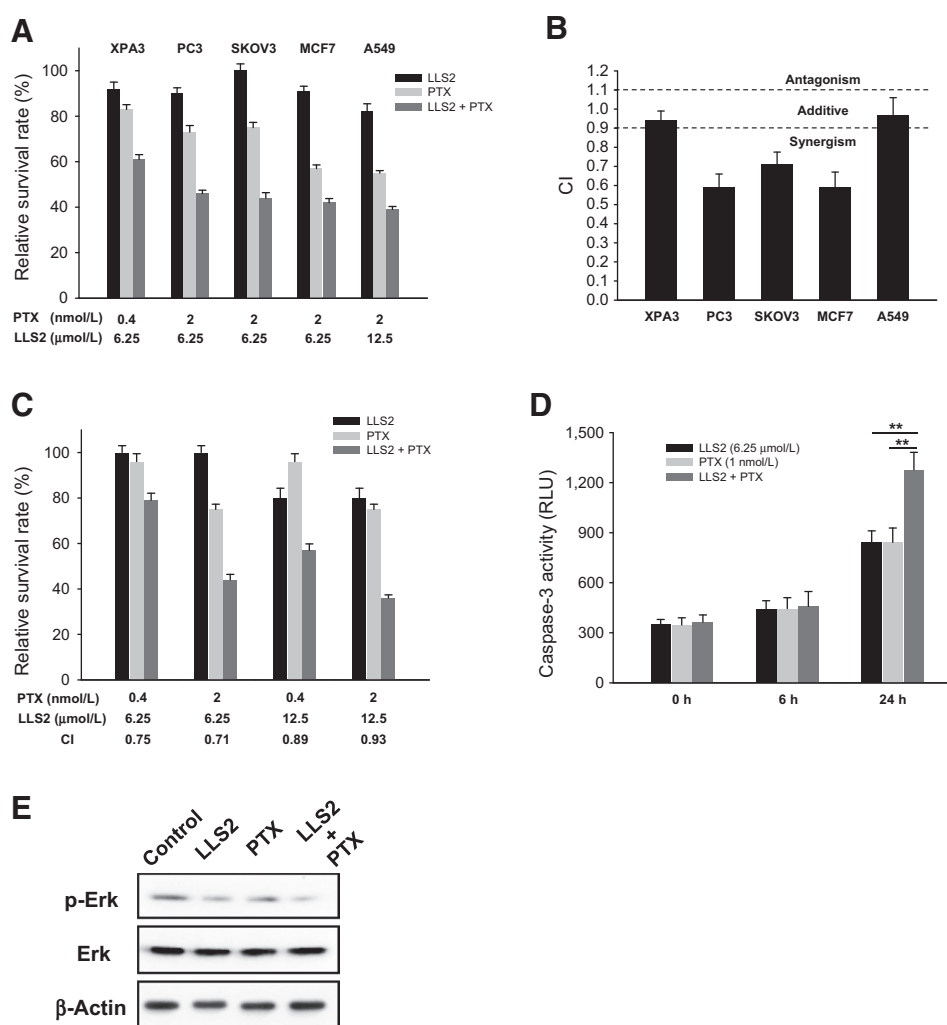 A
XPA3 PC3 SKOV3 MCF7 A549
LLS2
PTX
LLS2 + PTX
Relative survival rate (%)
100
80
60
40
20
0
PTX (nmol/L) 0.4 2 2 2 2
LLS2 (μmol/L) 6.25 6.25 6.25 6.25 12.5
B
CI
1.2
1.1
1.0
0.9
0.8
0.7
0.6
0.5
0.4
0.3
0.2
0.1
0.0
Antagonism
Additive
Synergism
XPA3 PC3 SKOV3 MCF7 A549
C
LLS2
PTX
LLS2 + PTX
Relative survival rate (%)
100
80
60
40
20
0
PTX (nmol/L) 0.4 2 0.4 2
LLS2 (μmol/L) 6.25 6.25 12.5 12.5
CI 0.75 0.71 0.89 0.93
D
LLS2 (6.25 μmol/L)
PTX (1 nmol/L)
LLS2 + PTX
**
**
Caspase-3 activity (RLU)
1,500
1,200
900
600
300
0
0 h 6 h 24 h
E
Control LLS2 PTX LLS2 + PTX
p-Erk
Erk
β-Actin